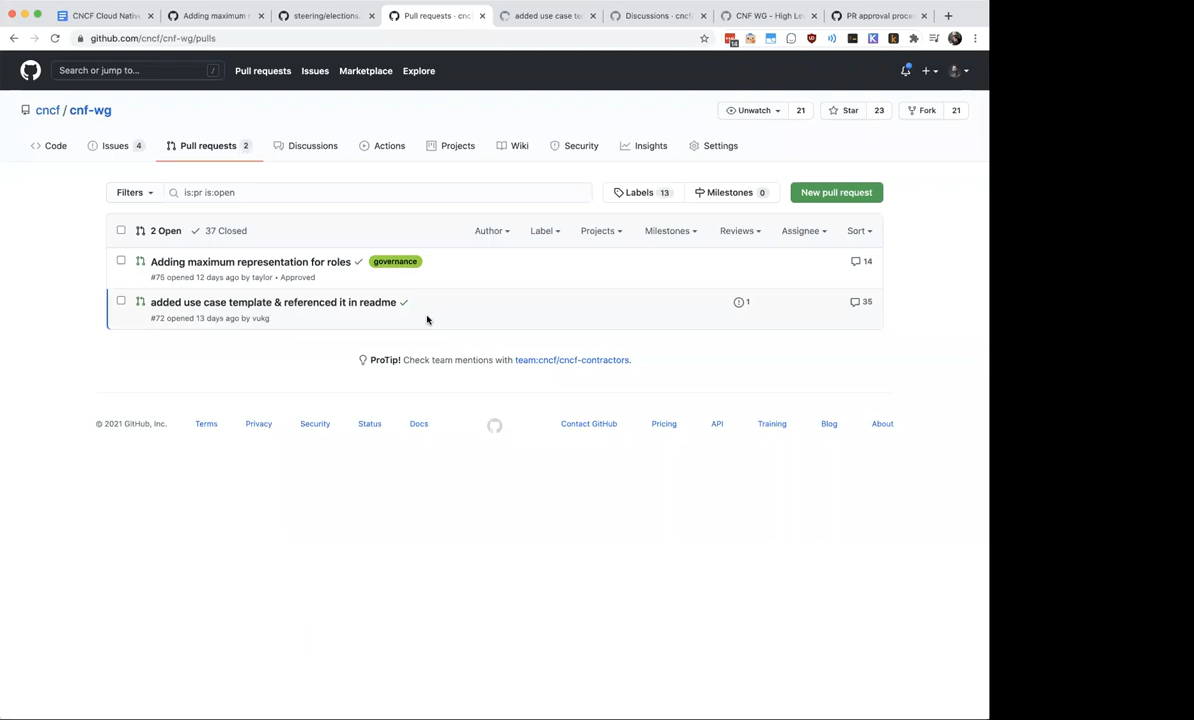 CNCF Cloud Native
Adding maximum r
steering/elections.
Pull requests · cnc
added use case te
Discussions · cncf
CNF WG - High Le
PR approval proce
github.com/cncf/cnf-wg/pulls
14
Search or jump to... /
Pull requests Issues Marketplace Explore
cncf / cnf-wg
Unwatch 21 Star 23 Fork 21
Code Issues 4 Pull requests 2 Discussions Actions Projects Wiki Security Insights Settings
Filters is:pr is:open Labels 13 Milestones 0 New pull request
2 Open 37 Closed Author Label Projects Milestones Reviews Assignee Sort
Adding maximum representation for roles governance 14
#75 opened 12 days ago by taylor • Approved
added use case template & referenced it in readme 1 35
#72 opened 13 days ago by vukg
ProTip! Check team mentions with team:cncf/cncf-contractors.
© 2021 GitHub, Inc. Terms Privacy Security Status Docs Contact GitHub Pricing API Training Blog About